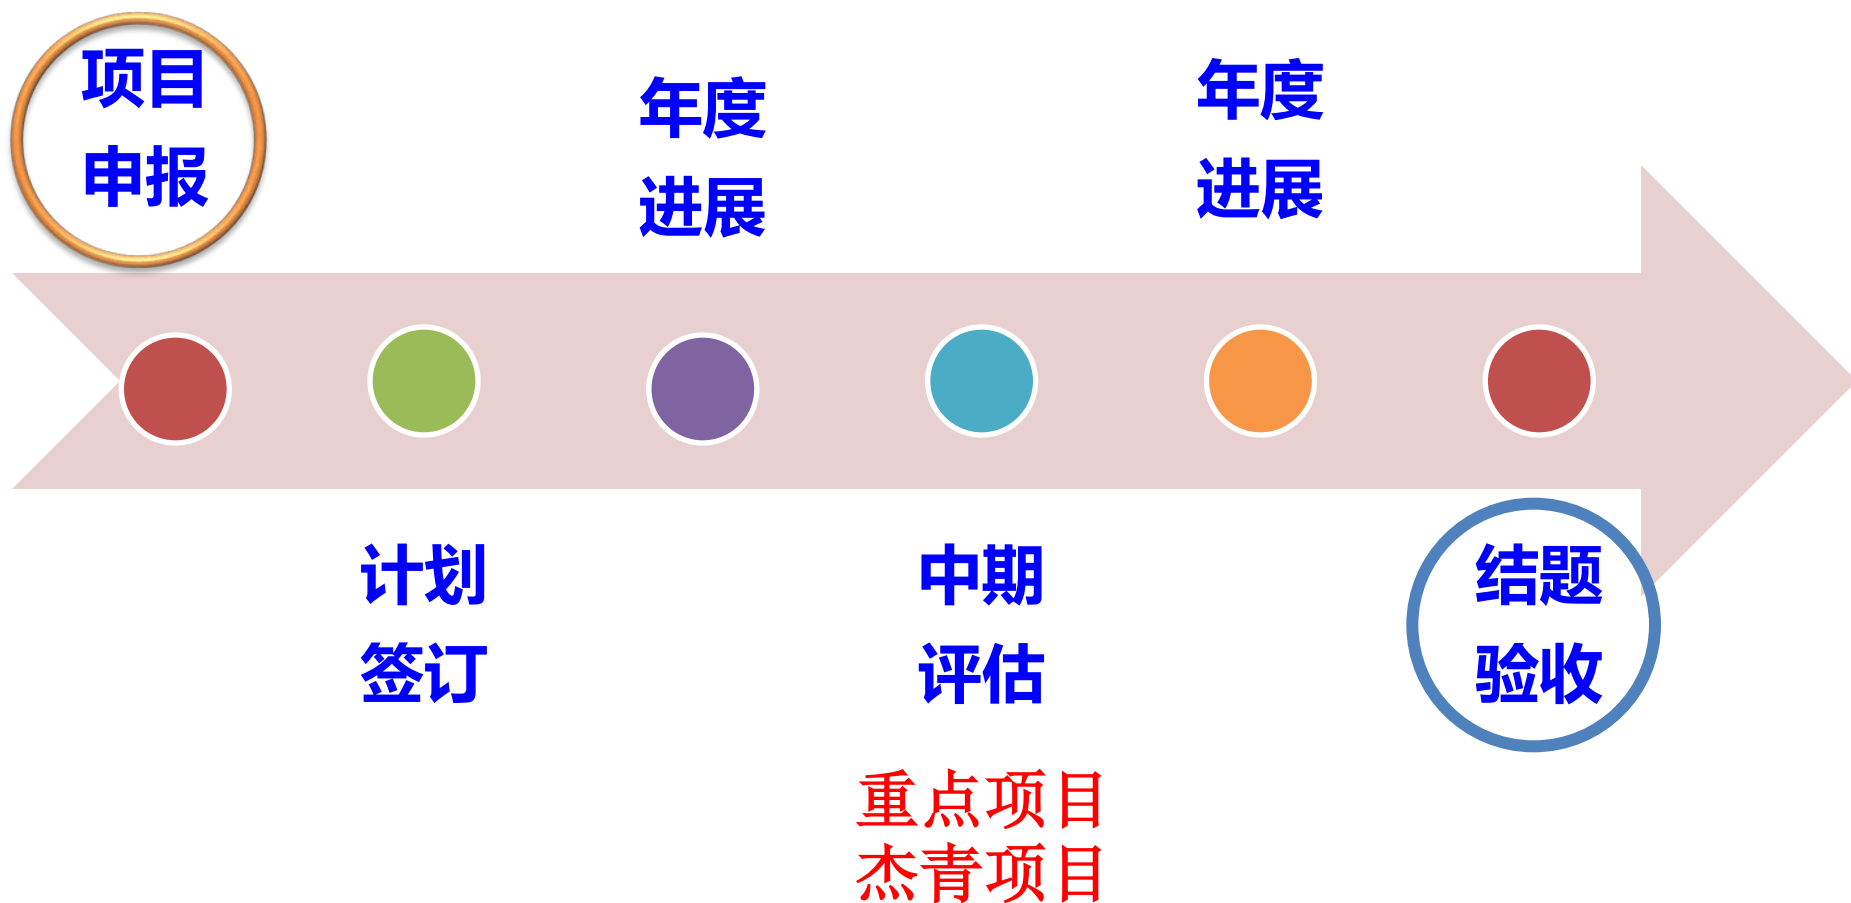 项目
申报
年度
进展
年度
进展
计划
签订
中期
评估
结题
验收
重点项目
杰青项目